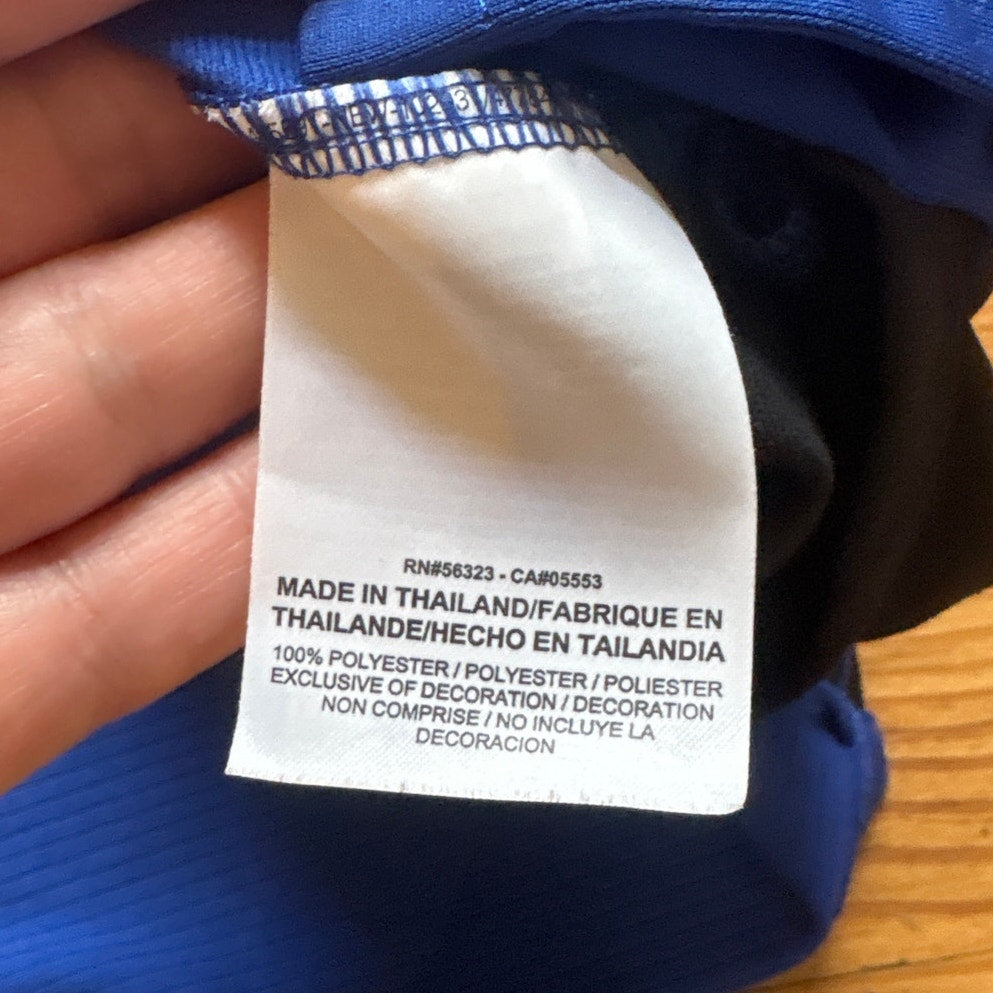 RN#56323 - CA#05553
MADE IN THAILAND/FABRIQUE EN
THAILANDE/HECHO EN TAILANDIA
100% POLYESTER / POLYESTER / POLIESTER
EXCLUSIVE OF DECORATION / DECORATION
NON COMPRISE / NO INCLUYE LA
DECORACION